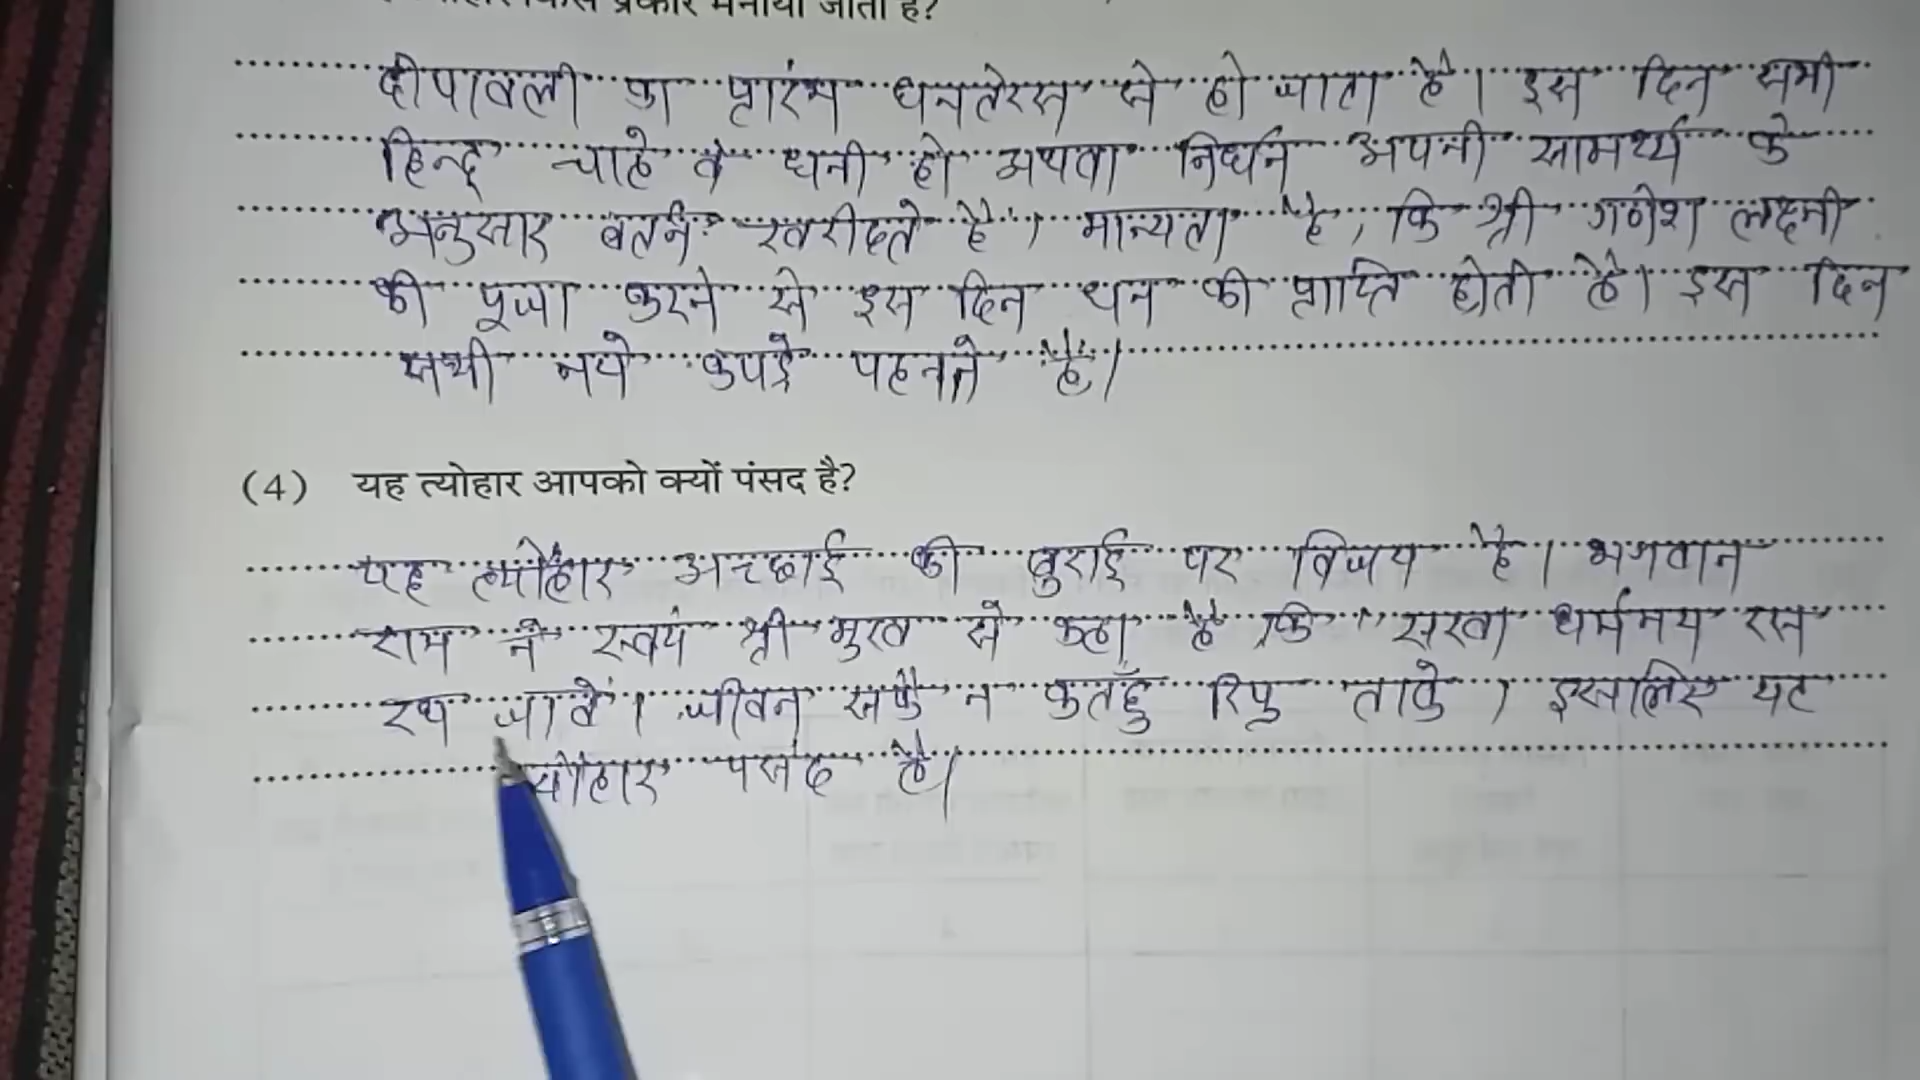 प्रकार मनाया जाता है?
दीपावली का प्रारंभ धनतेरस से हो जाता है। इस दिन सभी
हिन्दू चाहे वे धनी हो अथवा निर्धन अपनी सामर्थ्य के
अनुसार बर्तन खरीदते है। मान्यता है, कि श्री गणेश लक्ष्मी
की पूजा करने से इस दिन धन की प्राप्ति होती है। इस दिन
सभी नये कपड़े पहनते हैं।
(4) यह त्योहार आपको क्यों पंसद है?
यह त्यौहार अच्छाई की बुराई पर विजय है। भगवान
राम ने स्वयं श्री मुख से कहा है कि सखा धर्ममय रस
रथ जाके। जीवन सकै न कतहुँ रिपु ताके। इसलिए यह
पसंद है।